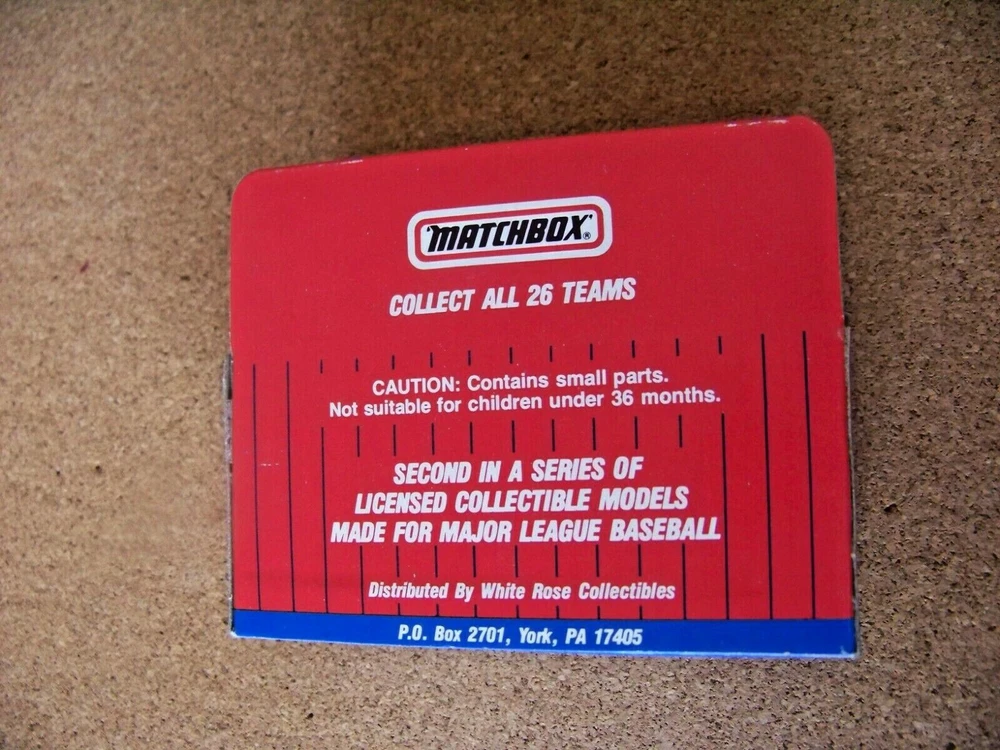 "MATCHBOX"®
COLLECT ALL 26 TEAMS
CAUTION: Contains small parts.
Not suitable for children under 36 months.
SECOND IN A SERIES OF
LICENSED COLLECTIBLE MODELS
MADE FOR MAJOR LEAGUE BASEBALL
Distributed By White Rose Collectibles
P.O. Box 2701, York, PA 17405